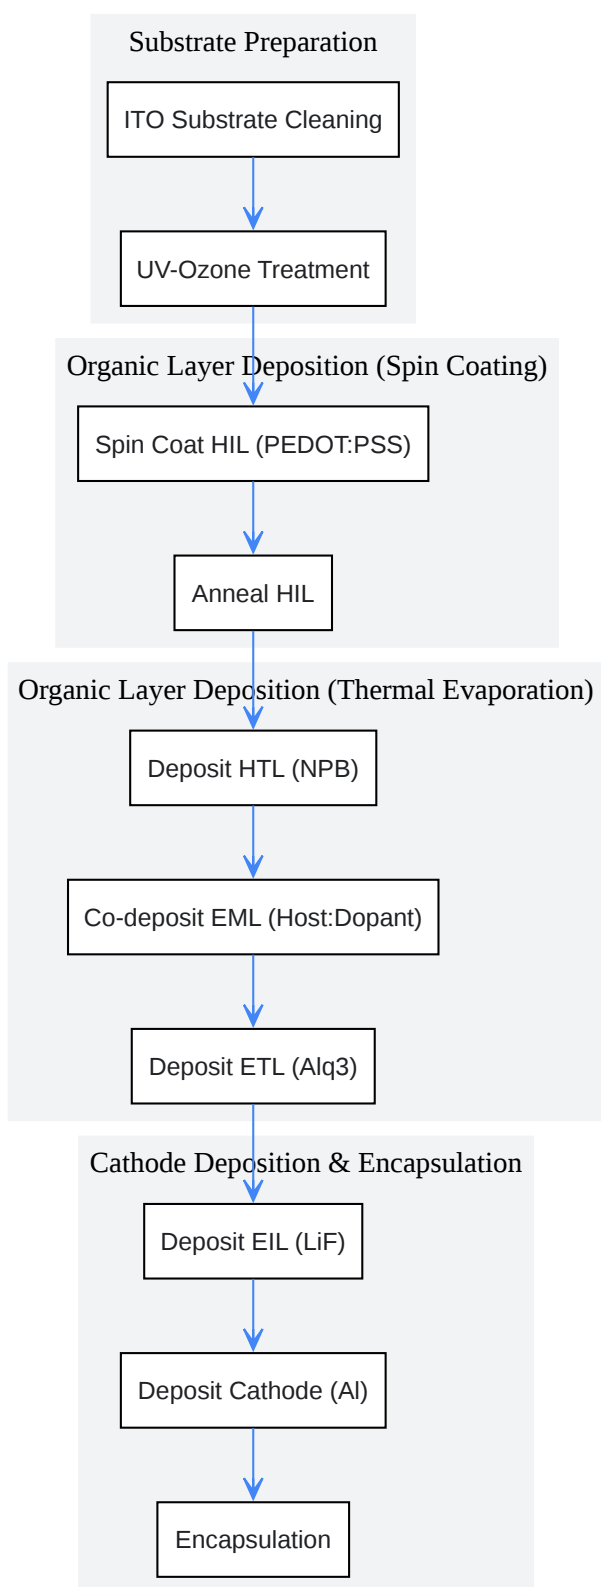 Substrate Preparation
ITO Substrate Cleaning
UV-Ozone Treatment
Organic Layer Deposition (Spin Coating)
Spin Coat HIL (PEDOT:PSS)
Anneal HIL
Organic Layer Deposition (Thermal Evaporation)
Deposit HTL (NPB)
Co-deposit EML (Host:Dopant)
Deposit ETL (Alq3)
Cathode Deposition & Encapsulation
Deposit EIL (LiF)
Deposit Cathode (Al)
Encapsulation